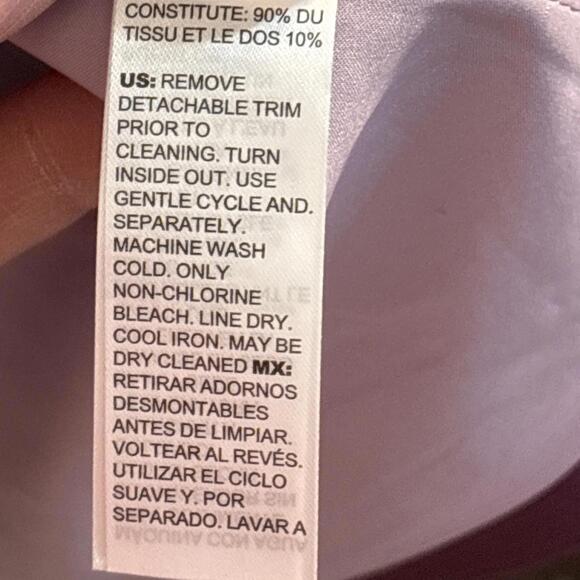 CONSTITUTE: 90% DU
TISSU ET LE DOS 10%
US: REMOVE
DETACHABLE TRIM
PRIOR TO
CLEANING. TURN
INSIDE OUT. USE
GENTLE CYCLE AND.
SEPARATELY.
MACHINE WASH
COLD. ONLY
NON-CHLORINE
BLEACH. LINE DRY.
COOL IRON. MAY BE
DRY CLEANED MX:
RETIRAR ADORNOS
DESMONTABLES
ANTES DE LIMPIAR.
VOLTEAR AL REVÉS.
UTILIZAR EL CICLO
SUAVE Y. POR
SEPARADO. LAVAR A